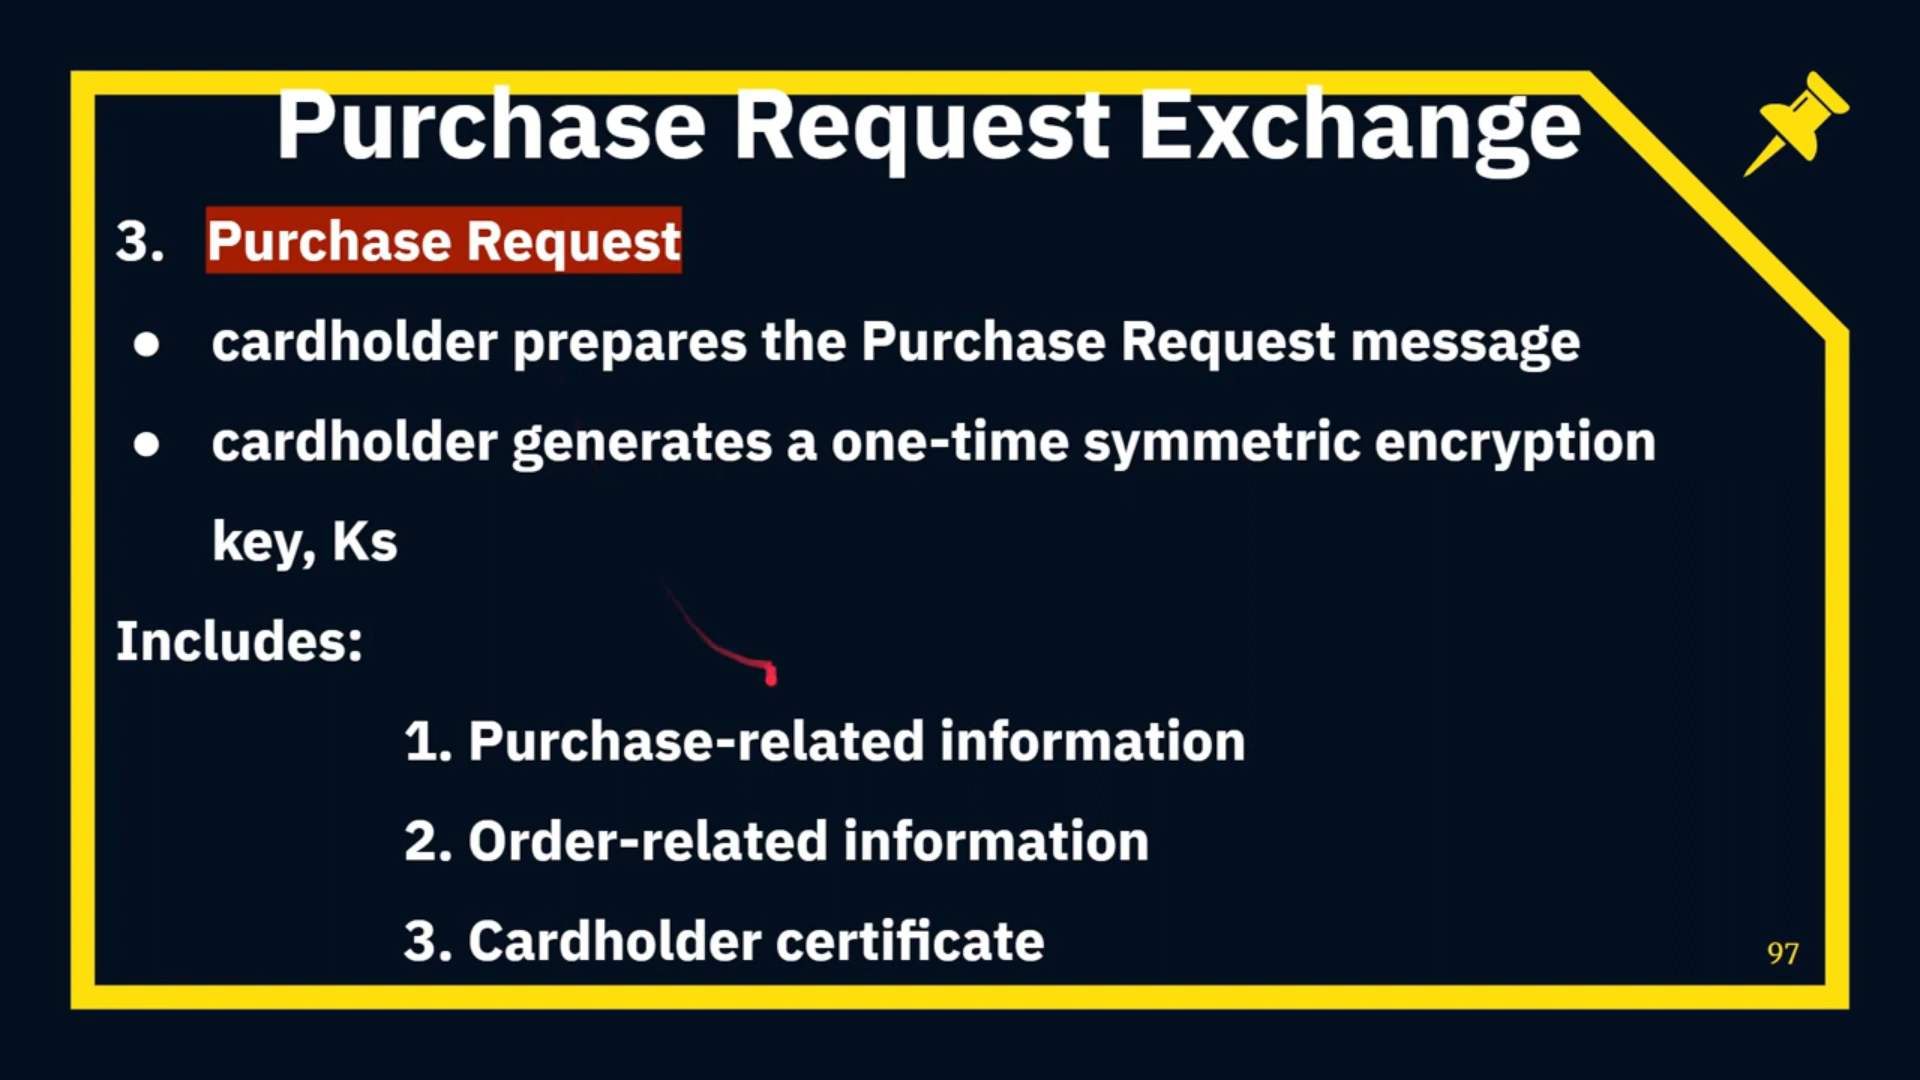 Purchase Request Exchange
3. Purchase Request
● cardholder prepares the Purchase Request message
● cardholder generates a one-time symmetric encryption
key, Ks
Includes:
1. Purchase-related information
2. Order-related information
3. Cardholder certificate
97